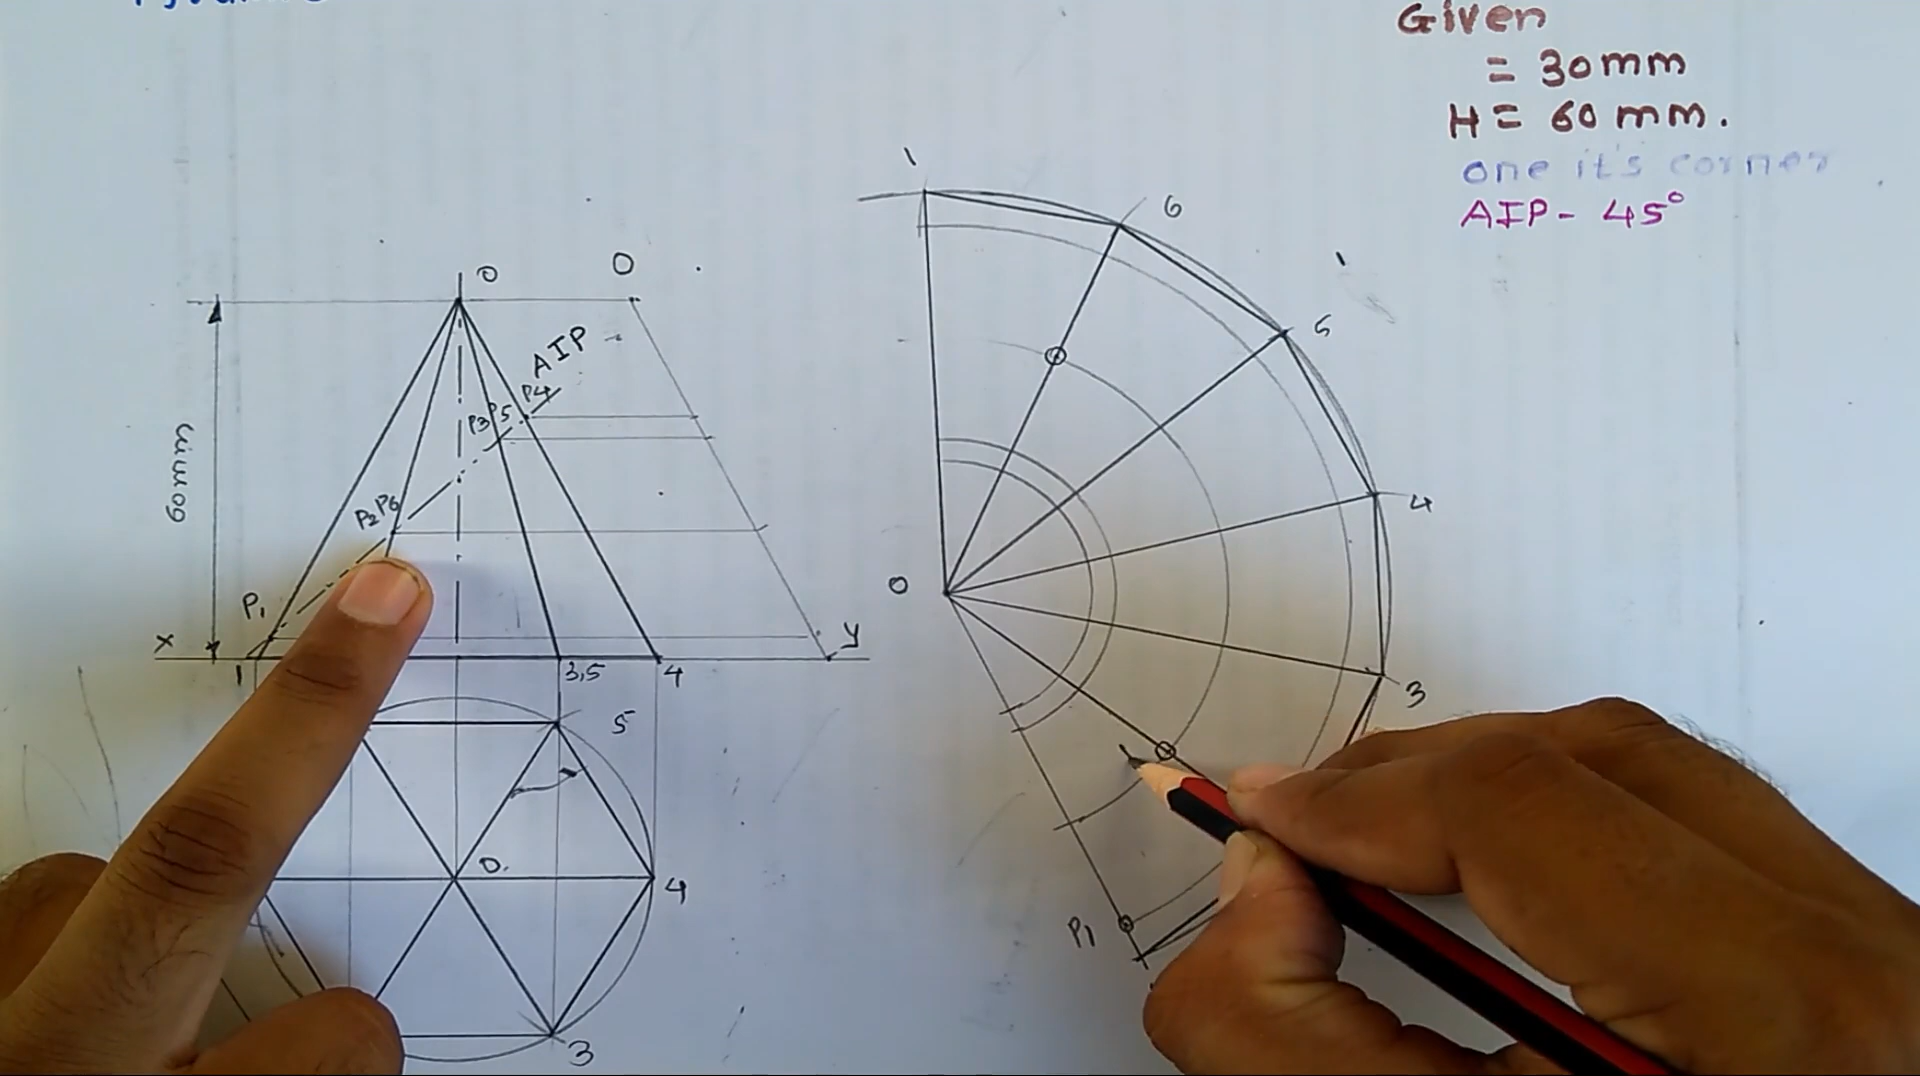 Given
= 30mm
H = 60 mm.
one it's corner
AIP - 45°
1
6
5
4
3
O
P1
O
O
AIP
P4
P3 P5
P2 P6
P1
60mm
X
Y
1
3,5
4
5
O.
4
3